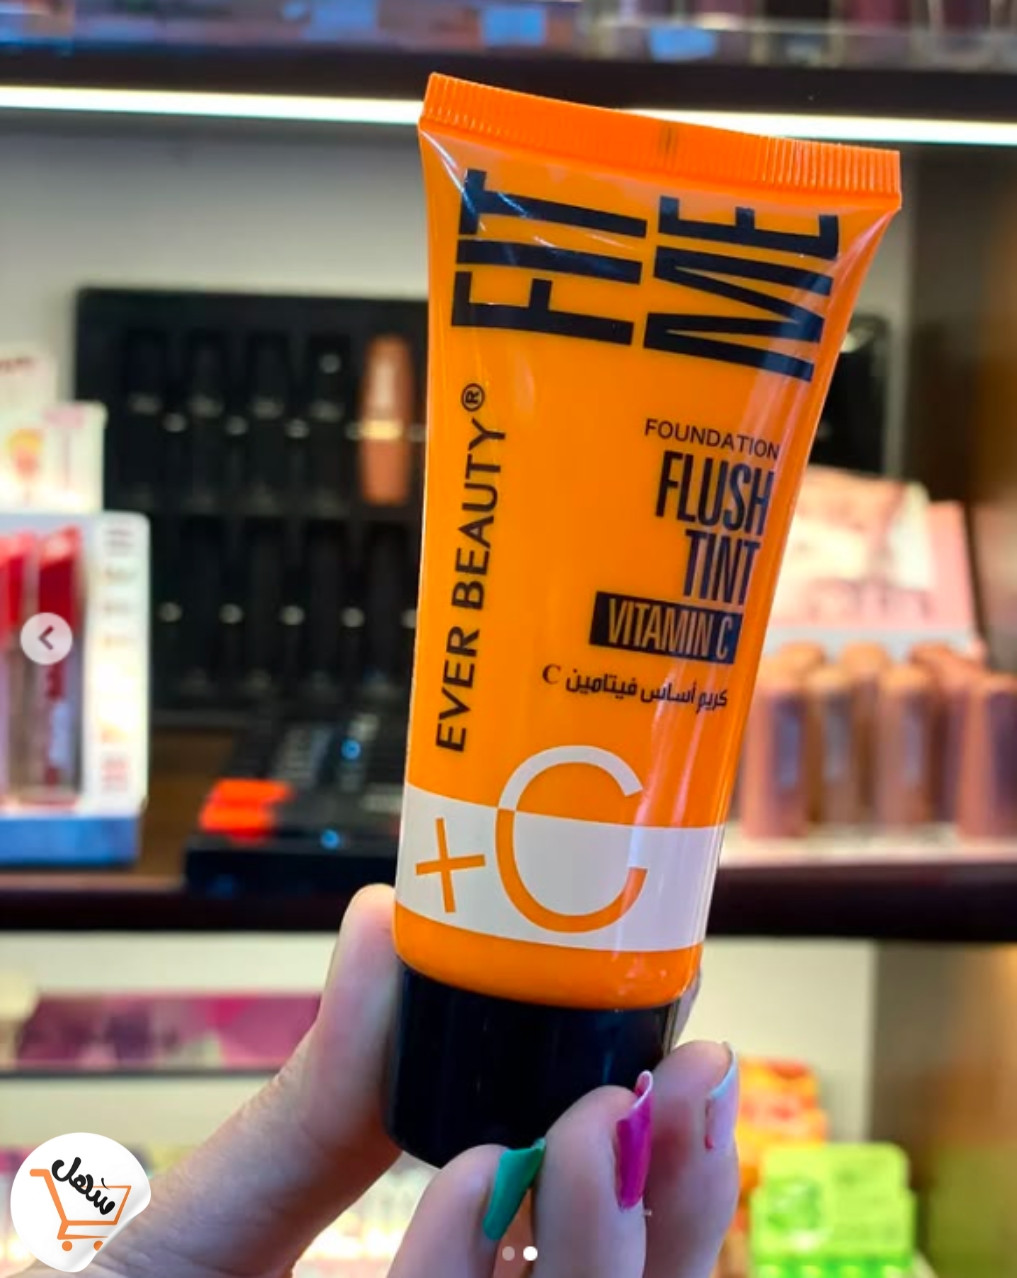 FIT
ME
EVER BEAUTY®
FOUNDATION
FLUSH
TINT
VITAMIN C
كريم أساس فيتامين C
+C
سهل